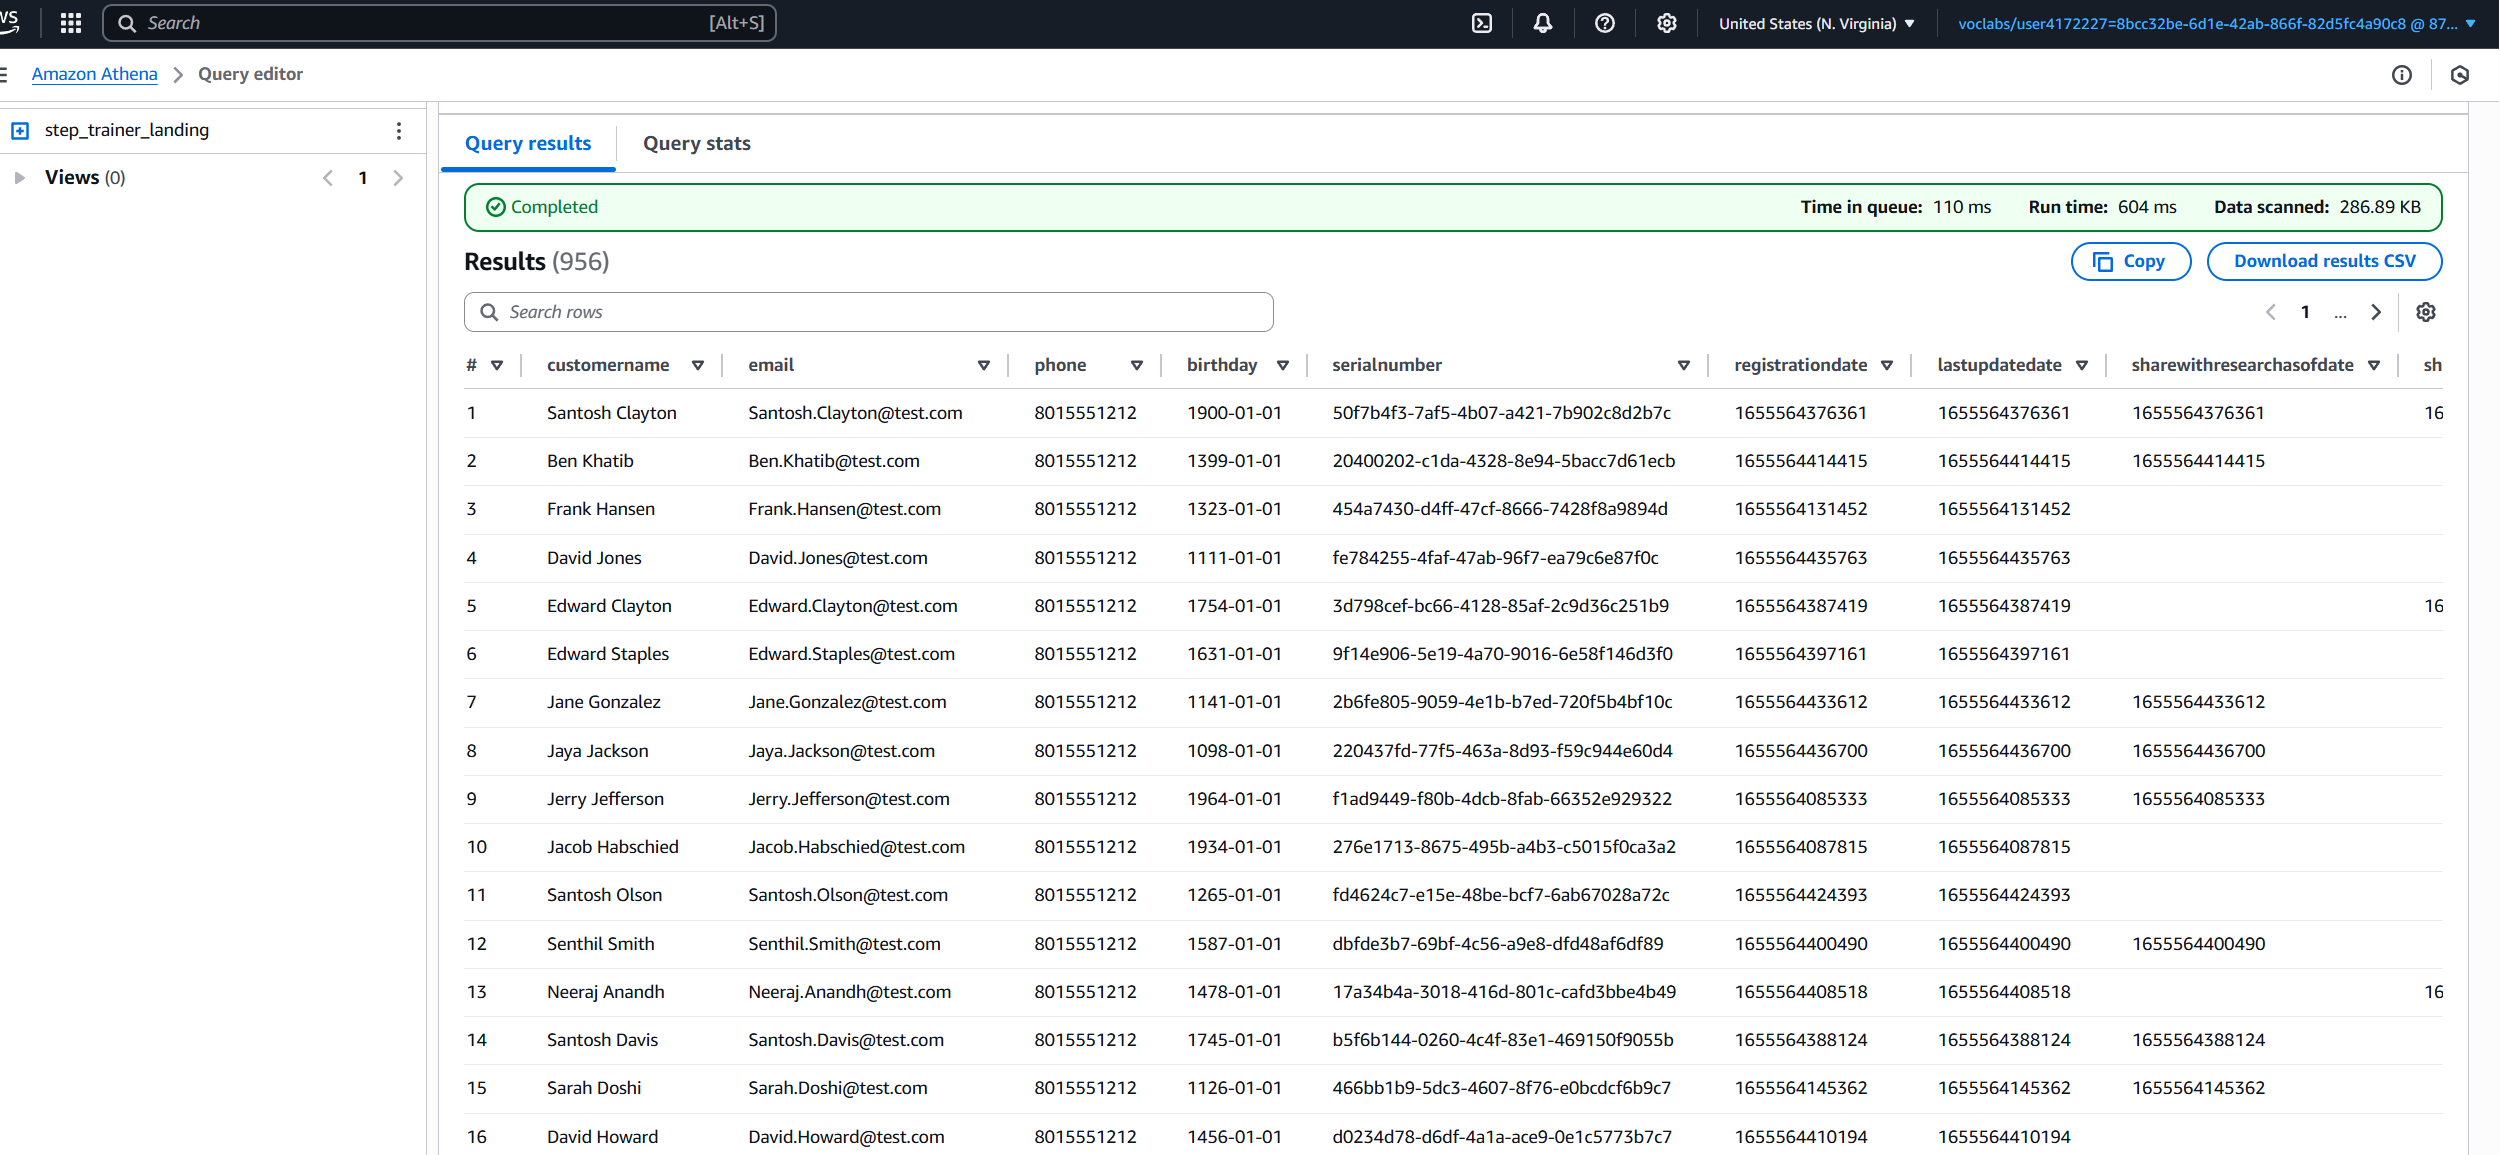 Search [Alt+S] United States (N. Virginia) voclabs/user4172227=8bcc32be-6d1e-42ab-866f-82d5fc4a90c8 @ 87...
Amazon Athena Query editor
step_trainer_landing
Views (0) 1
Query results Query stats
Completed Time in queue: 110 ms Run time: 604 ms Data scanned: 286.89 KB
Results (956) Copy Download results CSV
Search rows 1 ...
# customername email phone birthday serialnumber registrationdate lastupdatedate sharewithresearchasofdate sh
1 Santosh Clayton Santosh.Clayton@test.com 8015551212 1900-01-01 50f7b4f3-7af5-4b07-a421-7b902c8d2b7c 1655564376361 1655564376361 1655564376361 16
2 Ben Khatib Ben.Khatib@test.com 8015551212 1399-01-01 20400202-c1da-4328-8e94-5bacc7d61ecb 1655564414415 1655564414415 1655564414415
3 Frank Hansen Frank.Hansen@test.com 8015551212 1323-01-01 454a7430-d4ff-47cf-8666-7428f8a9894d 1655564131452 1655564131452
4 David Jones David.Jones@test.com 8015551212 1111-01-01 fe784255-4faf-47ab-96f7-ea79c6e87f0c 1655564435763 1655564435763
5 Edward Clayton Edward.Clayton@test.com 8015551212 1754-01-01 3d798cef-bc66-4128-85af-2c9d36c251b9 1655564387419 1655564387419 16
6 Edward Staples Edward.Staples@test.com 8015551212 1631-01-01 9f14e906-5e19-4a70-9016-6e58f146d3f0 1655564397161 1655564397161
7 Jane Gonzalez Jane.Gonzalez@test.com 8015551212 1141-01-01 2b6fe805-9059-4e1b-b7ed-720f5b4bf10c 1655564433612 1655564433612 1655564433612
8 Jaya Jackson Jaya.Jackson@test.com 8015551212 1098-01-01 220437fd-77f5-463a-8d93-f59c944e60d4 1655564436700 1655564436700 1655564436700
9 Jerry Jefferson Jerry.Jefferson@test.com 8015551212 1964-01-01 f1ad9449-f80b-4dcb-8fab-66352e929322 1655564085333 1655564085333 1655564085333
10 Jacob Habschied Jacob.Habschied@test.com 8015551212 1934-01-01 276e1713-8675-495b-a4b3-c5015f0ca3a2 1655564087815 1655564087815
11 Santosh Olson Santosh.Olson@test.com 8015551212 1265-01-01 fd4624c7-e15e-48be-bcf7-6ab67028a72c 1655564424393 1655564424393
12 Senthil Smith Senthil.Smith@test.com 8015551212 1587-01-01 dbfde3b7-69bf-4c56-a9e8-dfd48af6df89 1655564400490 1655564400490 1655564400490
13 Neeraj Anandh Neeraj.Anandh@test.com 8015551212 1478-01-01 17a34b4a-3018-416d-801c-cafd3bbe4b49 1655564408518 1655564408518 16
14 Santosh Davis Santosh.Davis@test.com 8015551212 1745-01-01 b5f6b144-0260-4c4f-83e1-469150f9055b 1655564388124 1655564388124 1655564388124
15 Sarah Doshi Sarah.Doshi@test.com 8015551212 1126-01-01 466bb1b9-5dc3-4607-8f76-e0bcdcf6b9c7 1655564145362 1655564145362 1655564145362
16 David Howard David.Howard@test.com 8015551212 1456-01-01 d0234d78-d6df-4a1a-ace9-0e1c5773b7c7 1655564410194 1655564410194